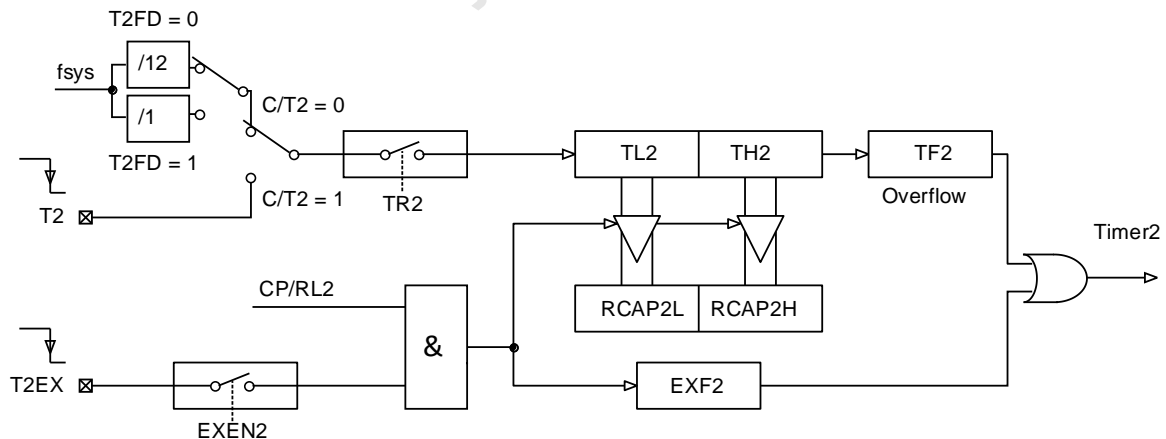 T2FD = 0
/12
fsys
C/T2 = 0
/1
T2FD = 1
TL2
TH2
TF2
C/T2 = 1
TR2
Overflow
T2
Timer2
CP/RL2
RCAP2L
RCAP2H
&
T2EX
EXF2
EXEN2